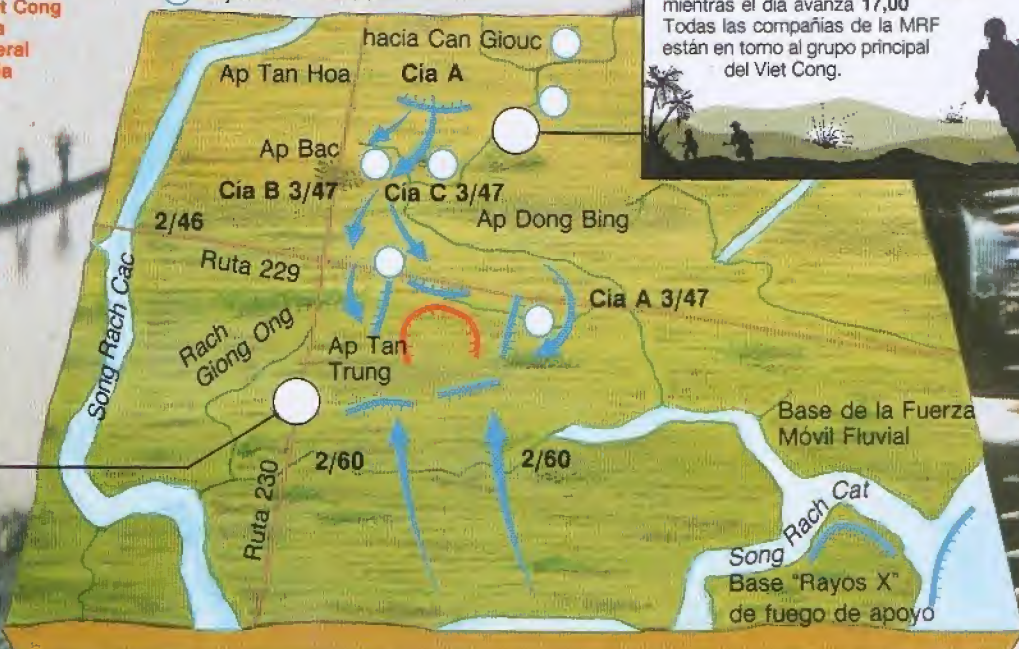 et Cong
a
eral
a
mientras el día avanza 17,00
Todas las compañías de la MRF
están en torno al grupo principal
del Viet Cong.
hacia Can Giouc
Ap Tan Hoa
Cía A
Ap Bac
Cía B 3/47
Cía C 3/47
Ap Dong Bing
2/46
Ruta 229
Song Rach Cac
Cía A 3/47
Rach
Giong Ong
Ap Tan
Trung
Base de la Fuerza
Móvil Fluvial
2/60
2/60
Ruta 230
Song Rach Cat
Base "Rayos X"
de fuego de apoyo